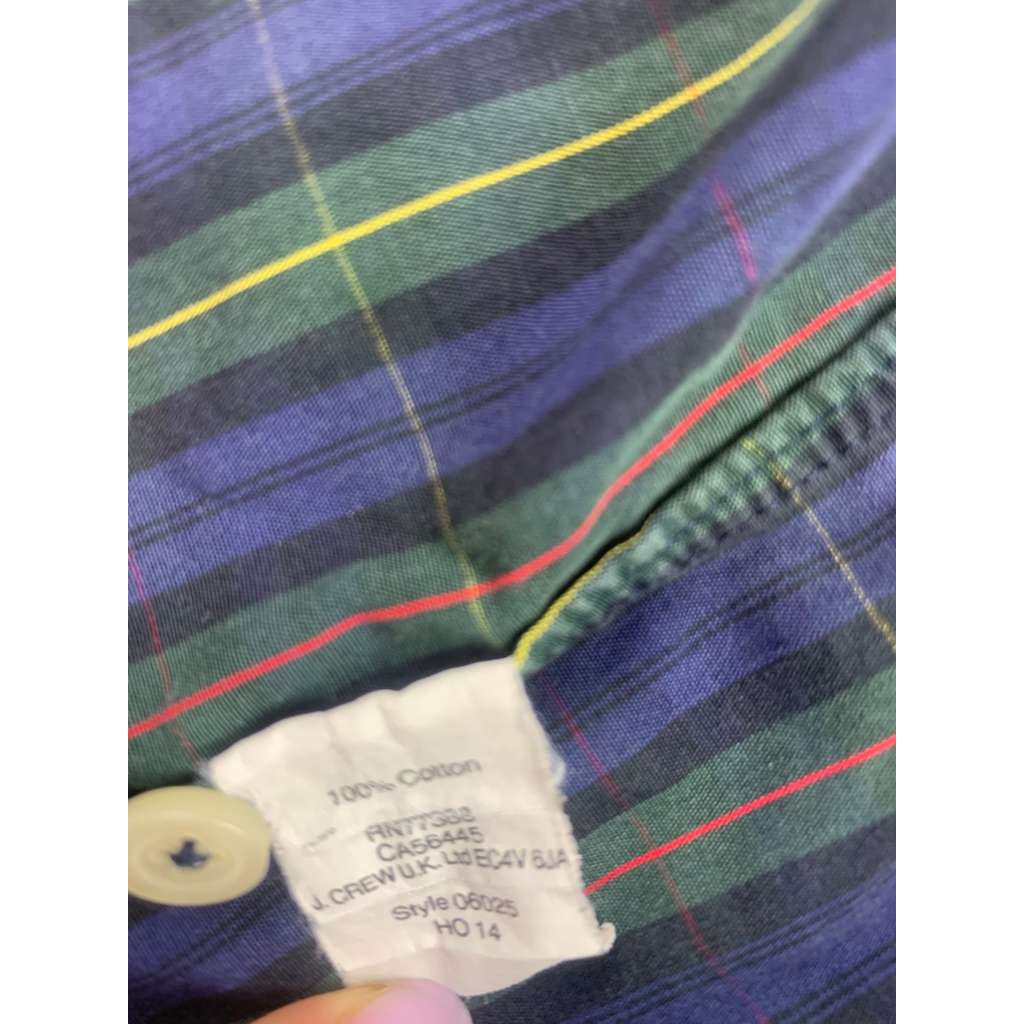 100% Cotton
RN77388
CA56445
J. CREW U.K. Ltd EC4V 6JA
Style 06025
HO 14